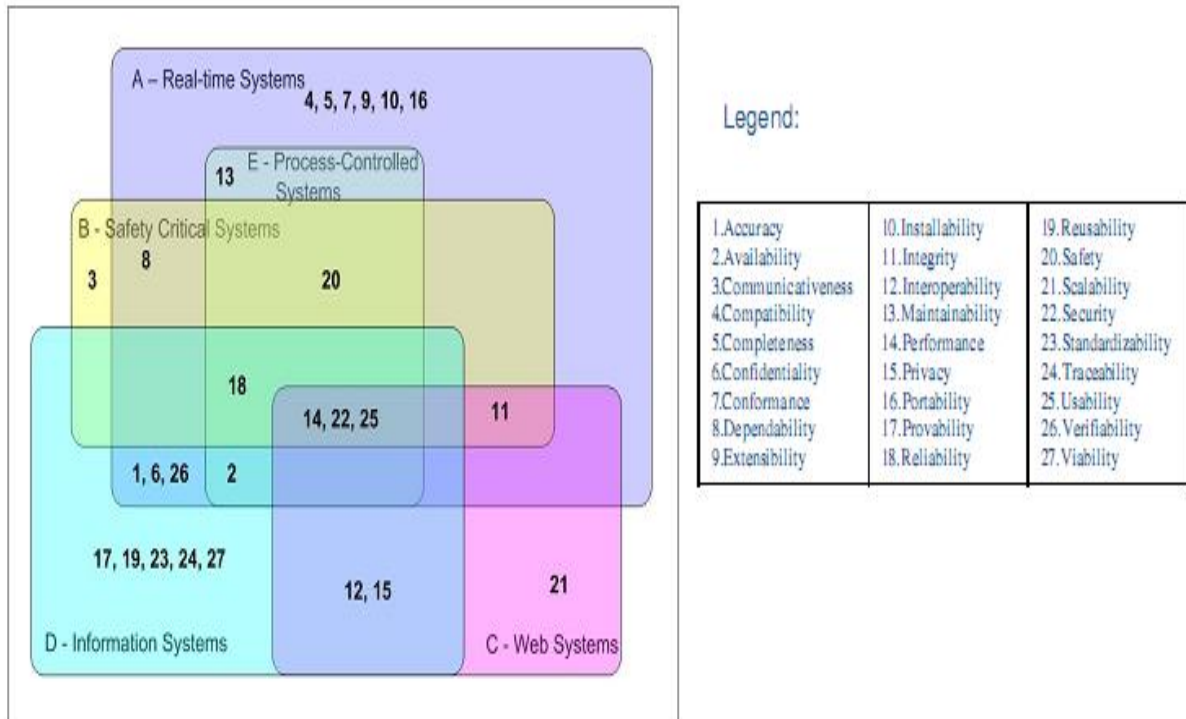 A – Real-time Systems
4, 5, 7, 9, 10, 16
E - Process-Controlled
Systems
13
B - Safety Critical Systems
8
3
20
18
14, 22, 25
11
1, 6, 26
2
17, 19, 23, 24, 27
12, 15
21
D - Information Systems
C - Web Systems
Legend:
1.Accuracy
2.Availability
3.Communicativeness
4.Compatibility
5.Completeness
6.Confidentiality
7.Conformance
8.Dependability
9.Extensibility
10.Installability
11.Integrity
12.Interoperability
13.Maintainability
14.Performance
15.Privacy
16.Portability
17.Provability
18.Reliability
19.Reusability
20.Safety
21.Scalability
22.Security
23.Standardizability
24.Traceability
25.Usability
26.Verifiability
27.Viability